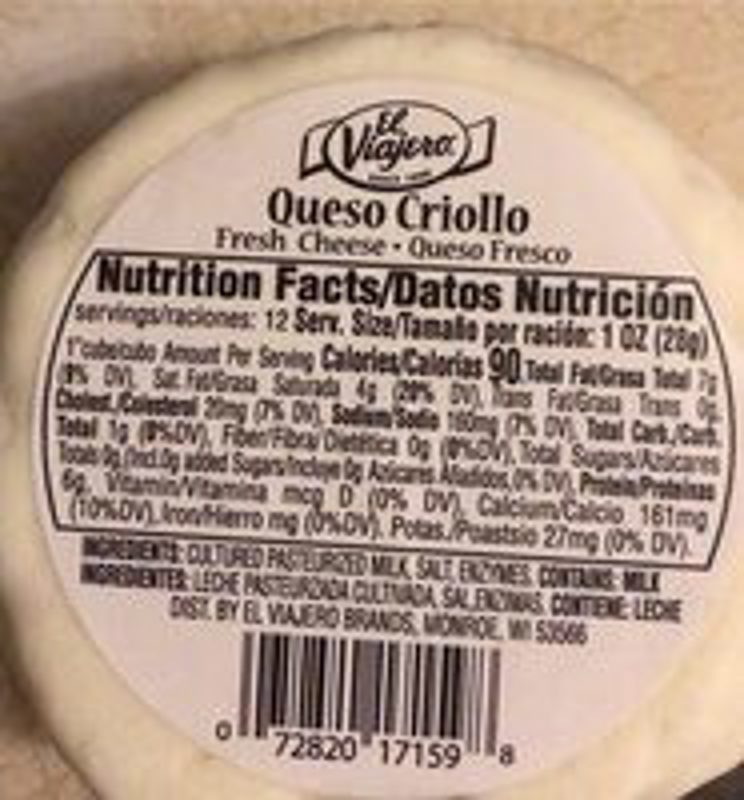 El Viajero
Queso Criollo
Fresh Cheese • Queso Fresco
Nutrition Facts/Datos Nutrición
servings/raciones: 12 Serv. Size/Tamaño por ración: 1 OZ (28g)
1"cube/cubo Amount Per Serving Calories/Calorías 90, Total Fat/Grasa Total 7g
(9% DV), Sat. Fat/Grasa Saturada 4g (20% DV), Trans Fat/Grasa Trans 0g,
Cholest./Colesterol 20mg (7% DV), Sodium/Sodio 160mg (7% DV), Total Carb./Carb.
Total 1g (0%DV), Fiber/Fibra Dietética 0g (0%DV), Total Sugars/Azúcares
Totals 0g, (Incl.0g added Sugars/Incluye 0g Azúcares Añadidos, 0% DV), Protein/Proteínas
6g, Vitamin/Vitamina mcg D (0% DV), Calcium/Calcio 161mg
(10%DV), Iron/Hierro mg (0%DV), Potas./Poastsio 27mg (0% DV).
INGREDIENTS: CULTURED PASTEURIZED MILK, SALT, ENZYMES. CONTAINS: MILK
INGREDIENTES: LECHE PASTEURIZADA CULTIVADA, SAL, ENZIMAS. CONTIENE: LECHE
DIST. BY EL VIAJERO BRANDS, MONROE, WI 53566
0 72820 17159 8